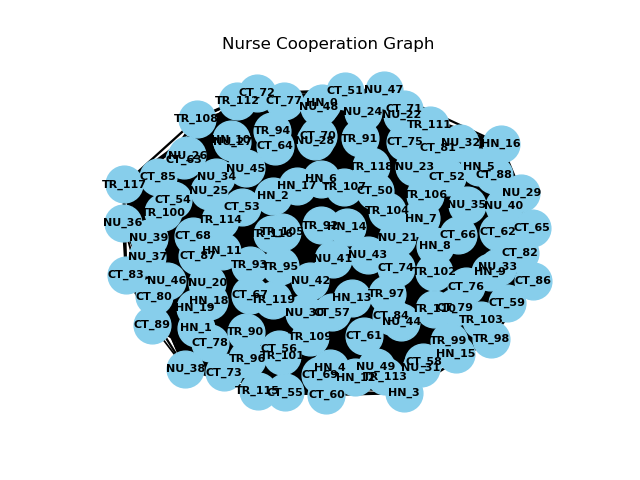 Nurse Cooperation Graph
CT_72
CT_51
NU_47
TR_112
CT_77
HN_0
NU_48
NU_24
CT_71
NU_22
TR_108
TR_94
CT_70
NU_28
TR_91
TR_111
CT_64
CT_75
CT_81
NU_32
HN_16
NU_26
CT_63
TR_118
NU_23
HN_5
CT_88
NU_45
TR_117
CT_85
NU_34
NU_25
HN_17
HN_6
TR_107
CT_50
CT_52
NU_29
CT_54
HN_2
TR_106
NU_35
NU_40
TR_100
CT_53
TR_104
NU_36
TR_114
TR_105
TR_92
HN_14
HN_7
CT_62
CT_65
NU_39
CT_68
NU_21
CT_66
HN_8
NU_37
CT_87
HN_11
TR_93
TR_95
NU_41
NU_43
CT_74
CT_82
CT_83
NU_46
NU_20
NU_42
TR_102
NU_33
HN_9
CT_86
CT_80
HN_18
CT_67
TR_119
HN_13
TR_97
CT_76
HN_19
NU_30
CT_57
CT_84
CT_79
CT_59
CT_89
HN_1
TR_90
TR_109
CT_61
NU_44
TR_103
CT_78
CT_56
TR_99
TR_98
NU_38
TR_96
TR_101
HN_4
NU_49
CT_58
HN_15
CT_73
CT_69
HN_12
TR_113
NU_31
TR_115
CT_55
CT_60
HN_3